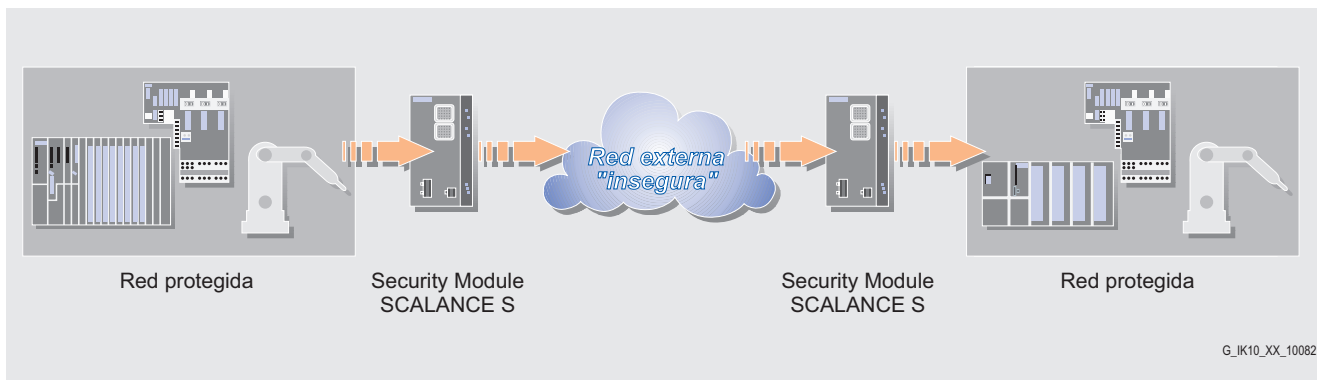 Red externa
"insegura"
Red protegida
Security Module
SCALANCE S
Security Module
SCALANCE S
Red protegida
G_IK10_XX_10082